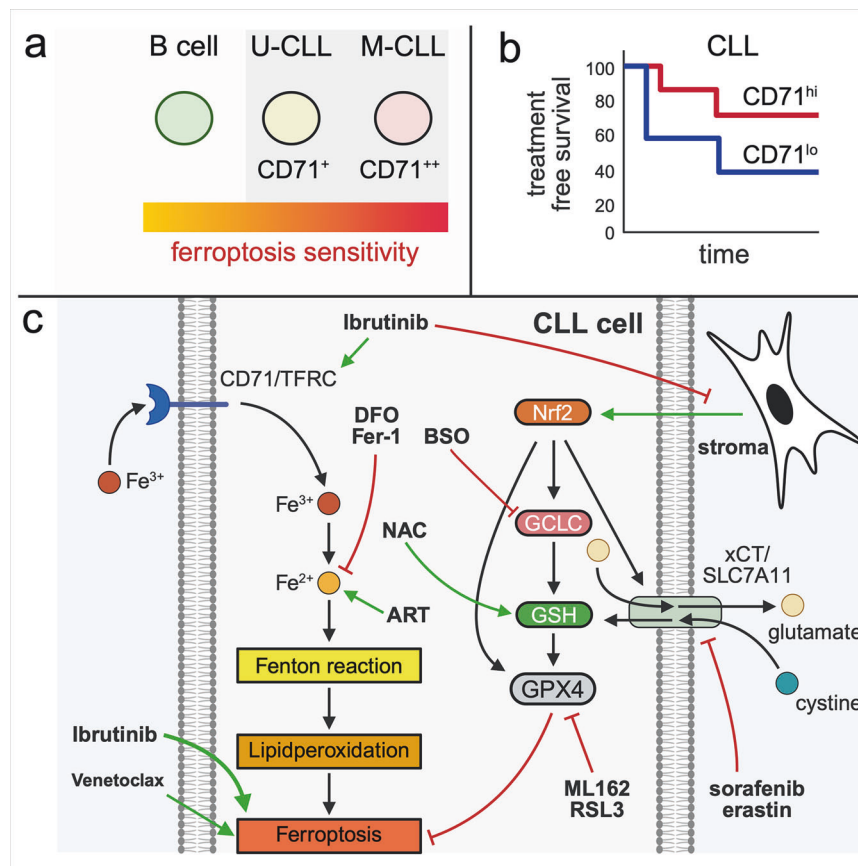 a
B cell
U-CLL
M-CLL
CD71+
CD71++
ferroptosis sensitivity
b
CLL
treatment
free survival
100
80
60
40
20
0
CD71hi
CD71lo
time
c
Ibrutinib
CLL cell
CD71/TFRC
DFO
Fer-1
BSO
Nrf2
stroma
Fe3+
Fe3+
GCLC
NAC
xCT/
SLC7A11
Fe2+
ART
GSH
glutamate
Fenton reaction
GPX4
cystine
Ibrutinib
Lipidperoxidation
Venetoclax
ML162
RSL3
sorafenib
erastin
Ferroptosis